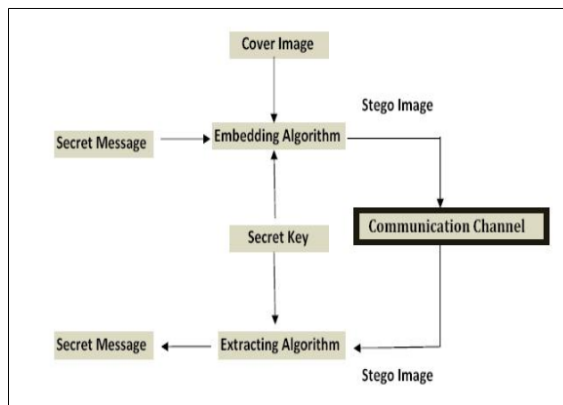 Cover Image
Stego Image
Secret Message
Embedding Algorithm
Communication Channel
Secret Key
Secret Message
Extracting Algorithm
Stego Image